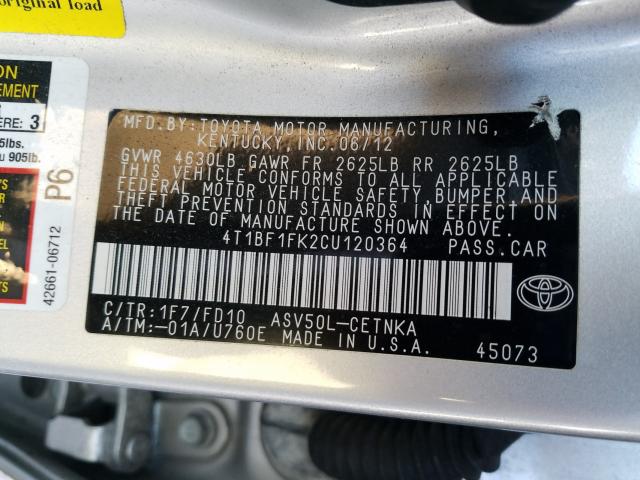 original load
ION
EMENT
ERE: 3
5lbs.
u 905lb.
P6
42661-06712
MFD.BY:TOYOTA MOTOR MANUFACTURING,
KENTUCKY,INC.06/12
GVWR 4630LB GAWR FR 2625LB RR 2625LB
THIS VEHICLE CONFORMS TO ALL APPLICABLE
FEDERAL MOTOR VEHICLE SAFETY,BUMPER,AND
THEFT PREVENTION STANDARDS IN EFFECT ON
THE DATE OF MANUFACTURE SHOWN ABOVE.
4T1BF1FK2CU120364 PASS.CAR
C/TR:1F7/FD10 ASV50L-CETNKA
A/TM:-01A/U760E MADE IN U.S.A. 45073
TOYOTA